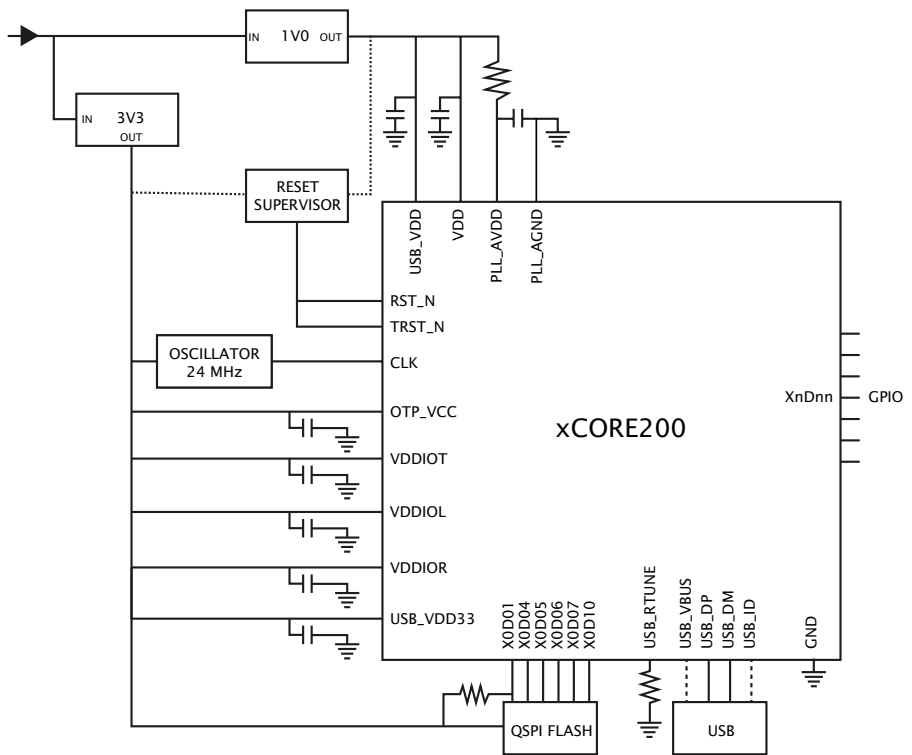 IN 1V0 OUT
IN 3V3
OUT
RESET
SUPERVISOR
USB_VDD
VDD
PLL_AVDD
PLL_AGND
RST_N
TRST_N
OSCILLATOR
24 MHz
CLK
OTP_VCC
XnDnn GPIO
xCORE200
VDDIOT
VDDIOL
VDDIOR
USB_VDD33
X0D01
X0D04
X0D05
X0D06
X0D07
X0D10
USB_RTUNE
USB_VBUS
USB_DP
USB_DM
USB_ID
GND
QSPI FLASH
USB